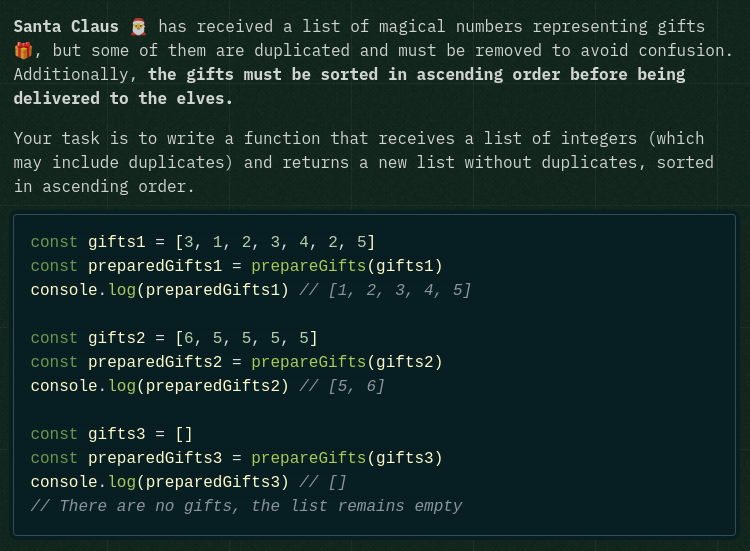 Santa Claus 🎅 has received a list of magical numbers representing gifts
🎁, but some of them are duplicated and must be removed to avoid confusion.
Additionally, the gifts must be sorted in ascending order before being
delivered to the elves.
Your task is to write a function that receives a list of integers (which
may include duplicates) and returns a new list without duplicates, sorted
in ascending order.
const gifts1 = [3, 1, 2, 3, 4, 2, 5]
const preparedGifts1 = prepareGifts(gifts1)
console.log(preparedGifts1) // [1, 2, 3, 4, 5]
const gifts2 = [6, 5, 5, 5, 5]
const preparedGifts2 = prepareGifts(gifts2)
console.log(preparedGifts2) // [5, 6]
const gifts3 = []
const preparedGifts3 = prepareGifts(gifts3)
console.log(preparedGifts3) // []
// There are no gifts, the list remains empty